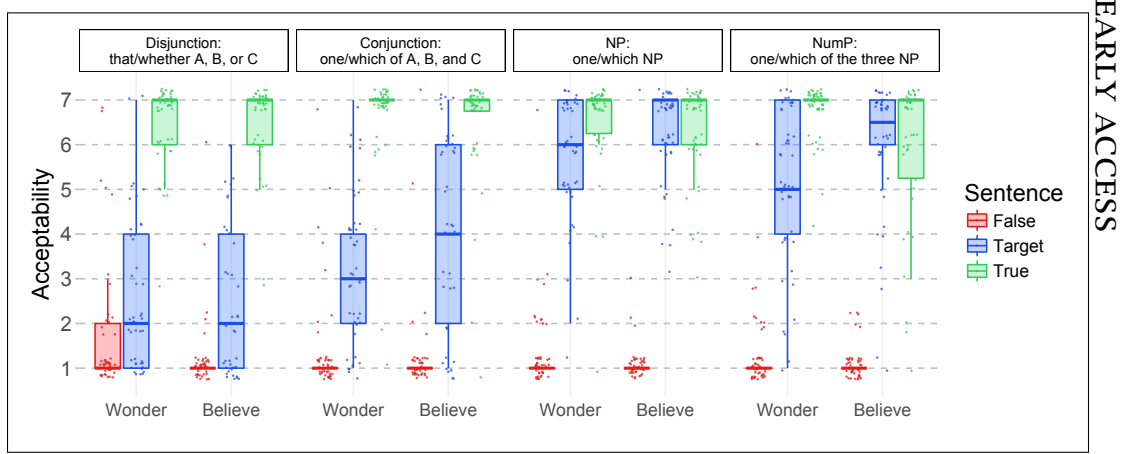 EARLY ACCESS
Disjunction:
that/whether A, B, or C
Conjunction:
one/which of A, B, and C
NP:
one/which NP
NumP:
one/which of the three NP
Acceptability
7
6
5
4
3
2
1
Wonder
Believe
Wonder
Believe
Wonder
Believe
Wonder
Believe
Sentence
False
Target
True